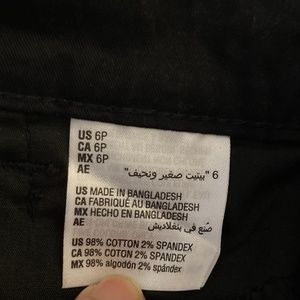 US 6P
CA 6P
MX 6P
AE 6 "بيتيت صغير ونحيف"
US MADE IN BANGLADESH
CA FABRIQUÉ AU BANGLADESH
MX HECHO EN BANGLADESH
AE صُنع في بنغلاديش
US 98% COTTON 2% SPANDEX
CA 98% COTON 2% SPANDEX
MX 98% algodón 2% spándex